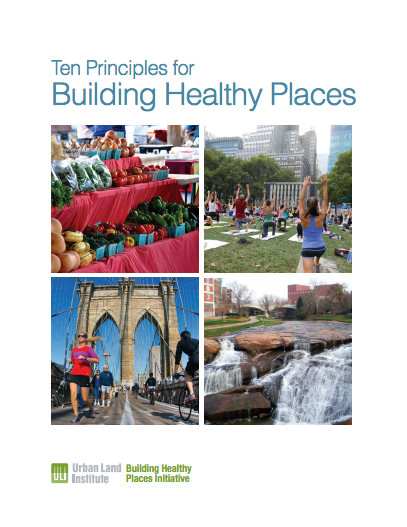 Ten Principles for
Building Healthy Places
ULI
Urban Land
Institute
Building Healthy
Places Initiative